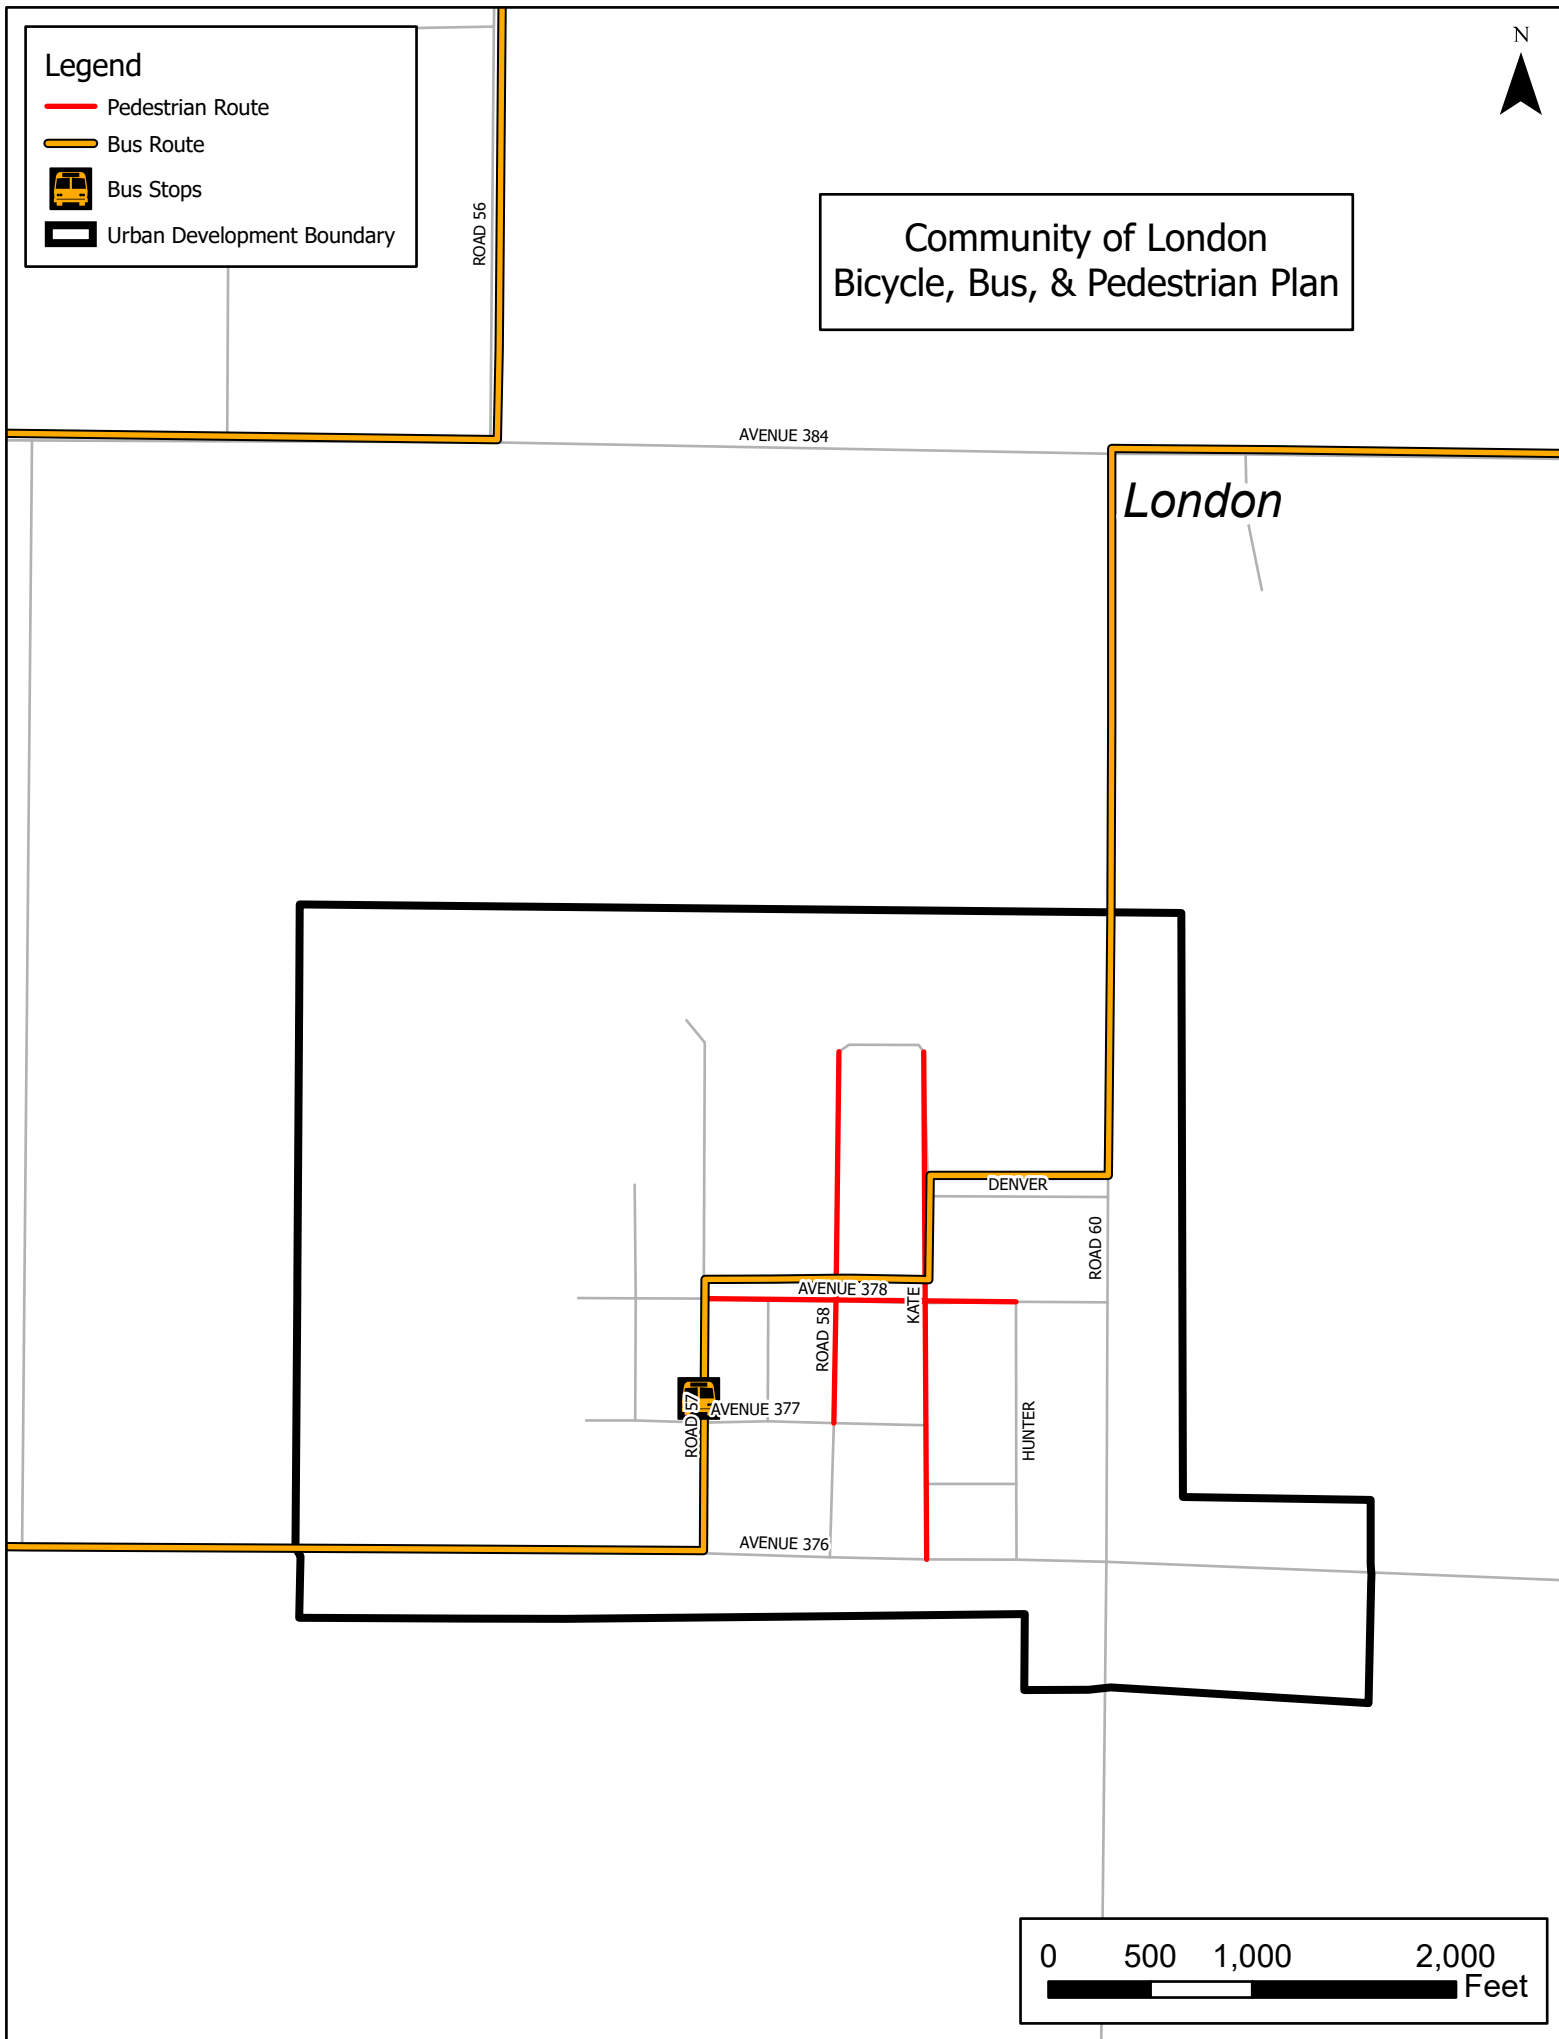 Legend
Pedestrian Route
Bus Route
Bus Stops
Urban Development Boundary
N
Community of London
Bicycle, Bus, & Pedestrian Plan
ROAD 56
AVENUE 384
London
DENVER
ROAD 60
AVENUE 378
KATE
ROAD 58
ROAD 57
AVENUE 377
HUNTER
AVENUE 376
0 500 1,000 2,000
Feet